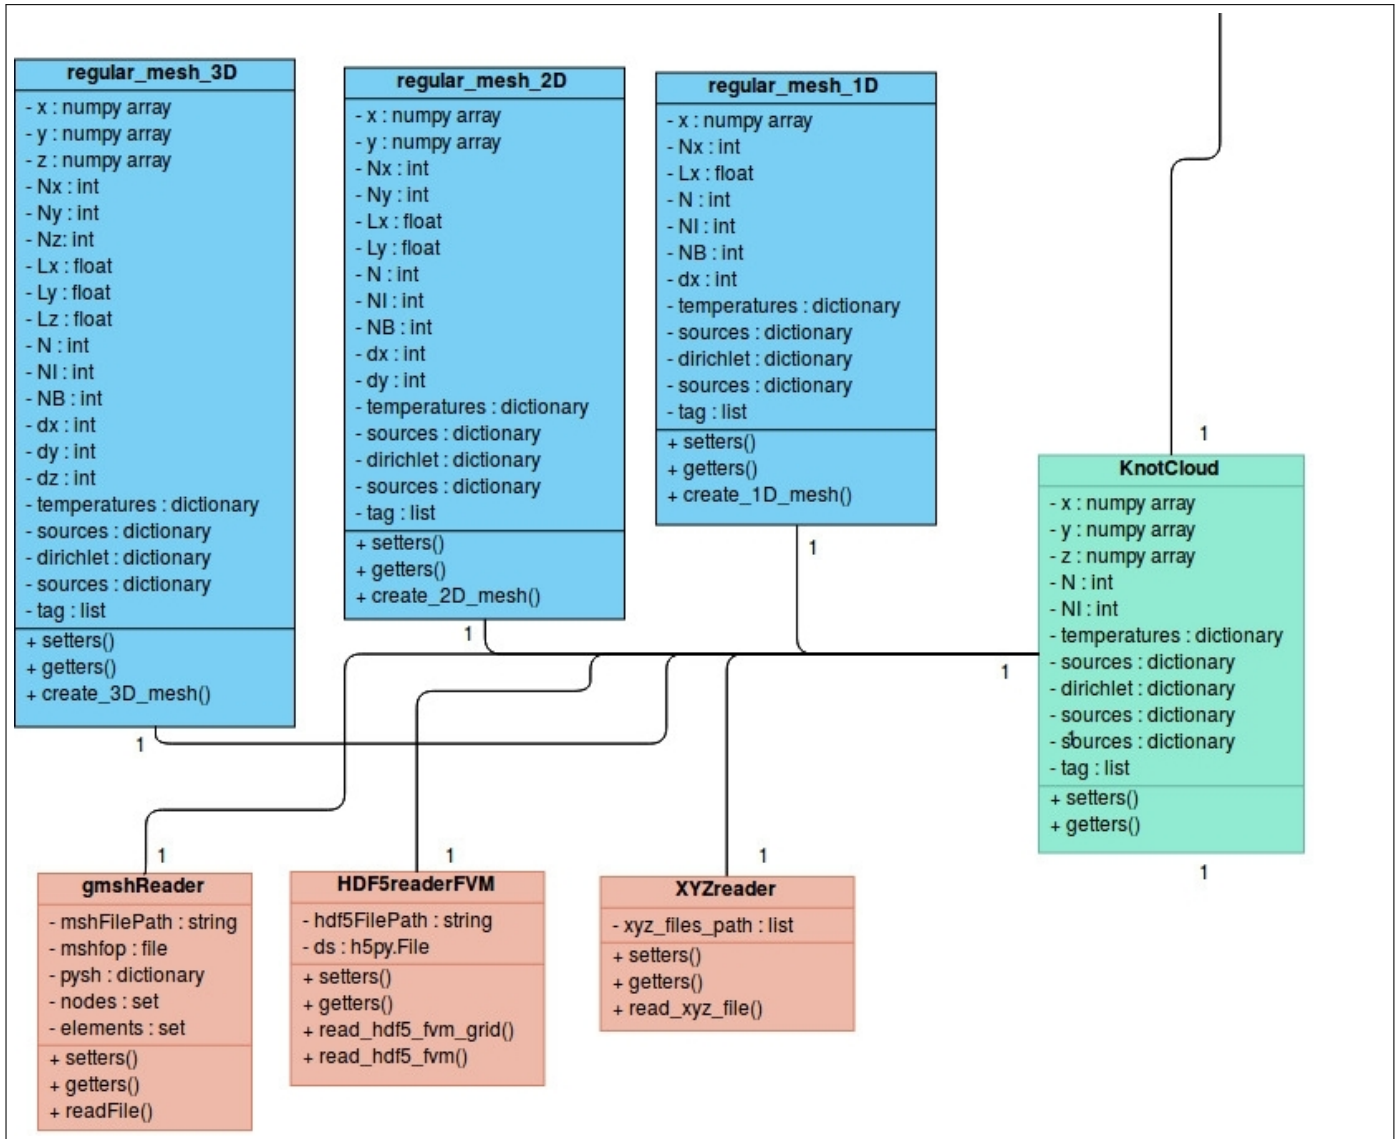 regular_mesh_3D
- x : numpy array
- y : numpy array
- z : numpy array
- Nx : int
- Ny : int
- Nz: int
- Lx : float
- Ly : float
- Lz : float
- N : int
- NI : int
- NB : int
- dx : int
- dy : int
- dz : int
- temperatures : dictionary
- sources : dictionary
- dirichlet : dictionary
- sources : dictionary
- tag : list
+ setters()
+ getters()
+ create_3D_mesh()
1
regular_mesh_2D
- x : numpy array
- y : numpy array
- Nx : int
- Ny : int
- Lx : float
- Ly : float
- N : int
- NI : int
- NB : int
- dx : int
- dy : int
- temperatures : dictionary
- sources : dictionary
- dirichlet : dictionary
- sources : dictionary
- tag : list
+ setters()
+ getters()
+ create_2D_mesh()
1
regular_mesh_1D
- x : numpy array
- Nx : int
- Lx : float
- N : int
- NI : int
- NB : int
- dx : int
- temperatures : dictionary
- sources : dictionary
- dirichlet : dictionary
- sources : dictionary
- tag : list
+ setters()
+ getters()
+ create_1D_mesh()
1
1
KnotCloud
- x : numpy array
- y : numpy array
- z : numpy array
- N : int
- NI : int
- temperatures : dictionary
- sources : dictionary
- dirichlet : dictionary
- sources : dictionary
- sources : dictionary
1
- tag : list
+ setters()
+ getters()
1
1
1
gmshReader
- mshFilePath : string
- mshfop : file
- pysh : dictionary
- nodes : set
- elements : set
+ setters()
+ getters()
+ readFile()
1
HDF5readerFVM
- hdf5FilePath : string
- ds : h5py.File
+ setters()
+ getters()
+ read_hdf5_fvm_grid()
+ read_hdf5_fvm()
1
XYZreader
- xyz_files_path : list
+ setters()
+ getters()
+ read_xyz_file()